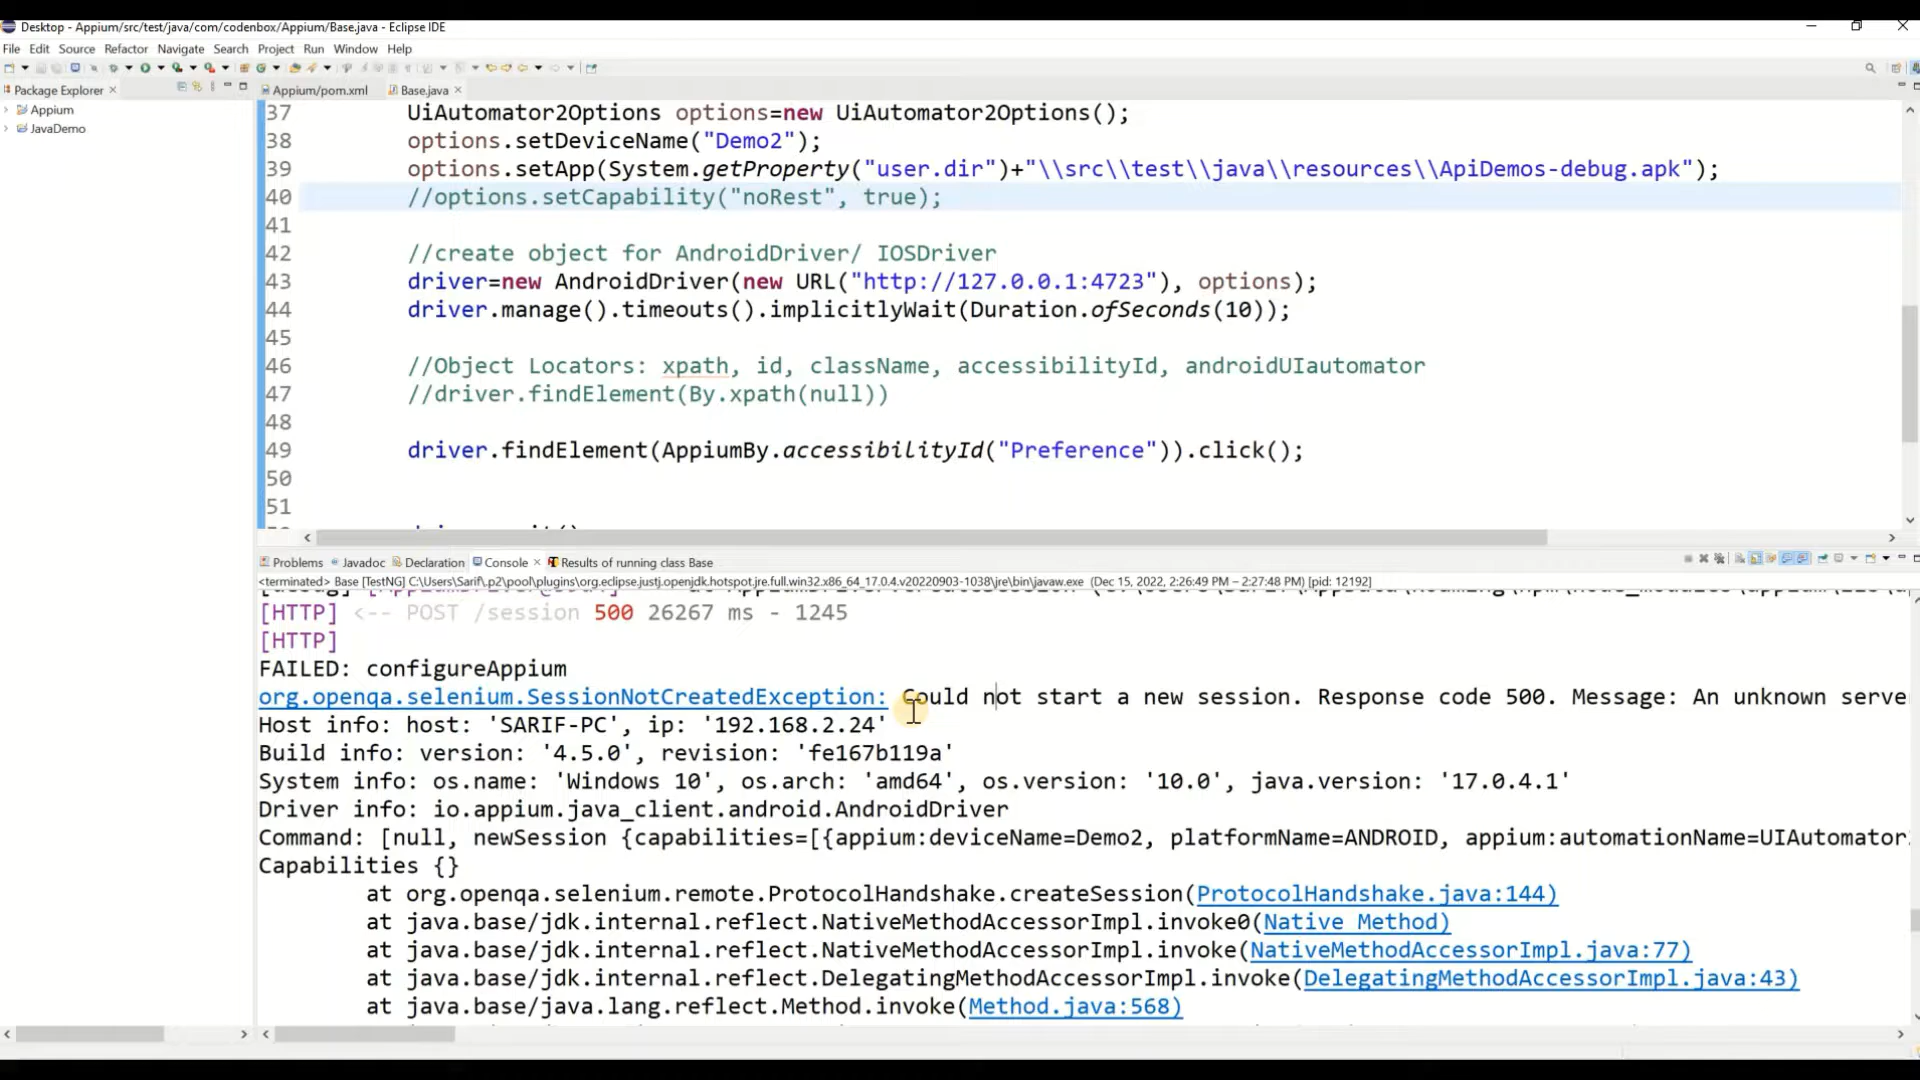 Desktop - Appium/src/test/java/com/codenbox/Appium/Base.java - Eclipse IDE
File Edit Source Refactor Navigate Search Project Run Window Help
Package Explorer
Appium/pom.xml
Base.java
Appium
JavaDemo
37 UiAutomator2Options options=new UiAutomator2Options();
38 options.setDeviceName("Demo2");
39 options.setApp(System.getProperty("user.dir")+"\\src\\test\\java\\resources\\ApiDemos-debug.apk");
40 //options.setCapability("noRest", true);
41
42 //create object for AndroidDriver/ IOSDriver
43 driver=new AndroidDriver(new URL("http://127.0.0.1:4723"), options);
44 driver.manage().timeouts().implicitlyWait(Duration.ofSeconds(10));
45
46 //Object Locators: xpath, id, className, accessibilityId, androidUIautomator
47 //driver.findElement(By.xpath(null))
48
49 driver.findElement(AppiumBy.accessibilityId("Preference")).click();
50
51
Problems Javadoc Declaration Console Results of running class Base
<terminated> Base [TestNG] C:\Users\Sarif\.p2\pool\plugins\org.eclipse.justj.openjdk.hotspot.jre.full.win32.x86_64_17.0.4.v20220903-1038\jre\bin\javaw.exe (Dec 15, 2022, 2:26:49 PM – 2:27:48 PM) [pid: 12192]
[HTTP] <-- POST /session 500 26267 ms - 1245
[HTTP]
FAILED: configureAppium
org.openqa.selenium.SessionNotCreatedException: Could not start a new session. Response code 500. Message: An unknown serve
Host info: host: 'SARIF-PC', ip: '192.168.2.24'
Build info: version: '4.5.0', revision: 'fe167b119a'
System info: os.name: 'Windows 10', os.arch: 'amd64', os.version: '10.0', java.version: '17.0.4.1'
Driver info: io.appium.java_client.android.AndroidDriver
Command: [null, newSession {capabilities=[{appium:deviceName=Demo2, platformName=ANDROID, appium:automationName=UIAutomator
Capabilities {}
at org.openqa.selenium.remote.ProtocolHandshake.createSession(ProtocolHandshake.java:144)
at java.base/jdk.internal.reflect.NativeMethodAccessorImpl.invoke0(Native Method)
at java.base/jdk.internal.reflect.NativeMethodAccessorImpl.invoke(NativeMethodAccessorImpl.java:77)
at java.base/jdk.internal.reflect.DelegatingMethodAccessorImpl.invoke(DelegatingMethodAccessorImpl.java:43)
at java.base/java.lang.reflect.Method.invoke(Method.java:568)